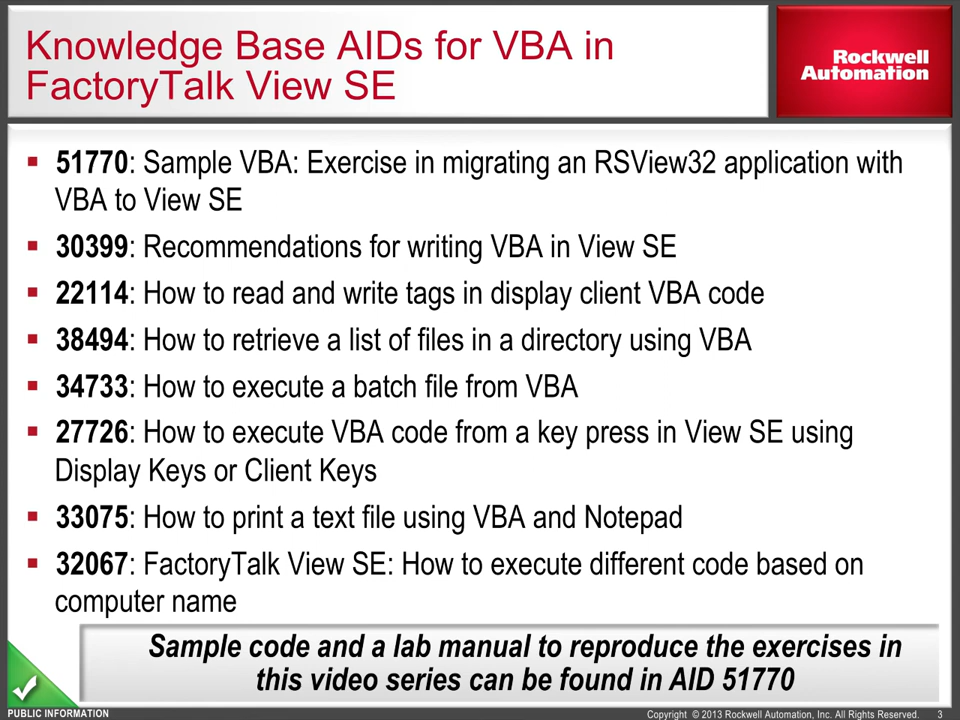 Knowledge Base AIDs for VBA in
FactoryTalk View SE
Rockwell
Automation
▪ 51770: Sample VBA: Exercise in migrating an RSView32 application with
VBA to View SE
▪ 30399: Recommendations for writing VBA in View SE
▪ 22114: How to read and write tags in display client VBA code
▪ 38494: How to retrieve a list of files in a directory using VBA
▪ 34733: How to execute a batch file from VBA
▪ 27726: How to execute VBA code from a key press in View SE using
Display Keys or Client Keys
▪ 33075: How to print a text file using VBA and Notepad
▪ 32067: FactoryTalk View SE: How to execute different code based on
computer name
Sample code and a lab manual to reproduce the exercises in
this video series can be found in AID 51770
PUBLIC INFORMATION
Copyright © 2013 Rockwell Automation, Inc. All Rights Reserved. 3